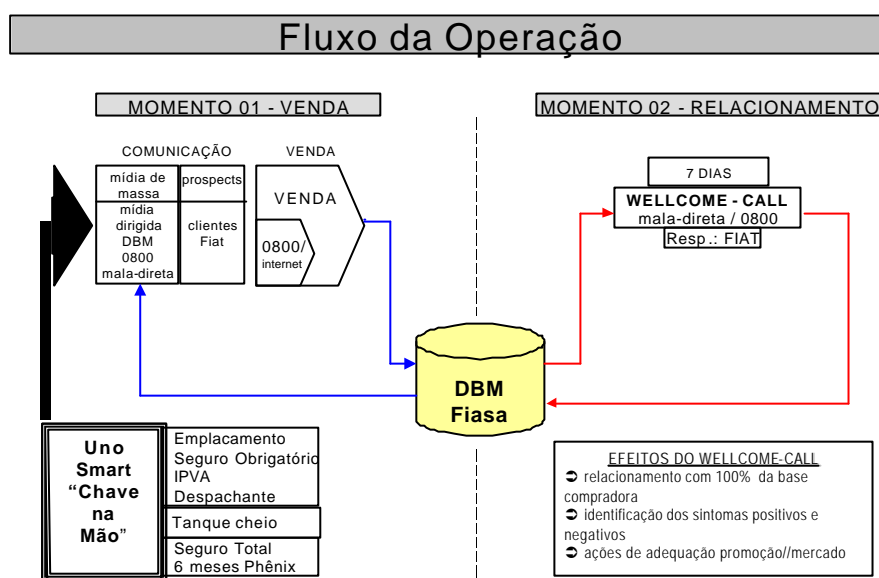 Fluxo da Operação
MOMENTO 01 - VENDA
MOMENTO 02 - RELACIONAMENTO
COMUNICAÇÃO
VENDA
mídia de
massa
prospects
mídia
dirigida
DBM
0800
mala-direta
clientes
Fiat
VENDA
0800/
internet
7 DIAS
WELLCOME - CALL
mala-direta / 0800
Resp.: FIAT
DBM
Fiasa
Uno
Smart
“Chave
na
Mão”
Emplacamento
Seguro Obrigatório
IPVA
Despachante
Tanque cheio
Seguro Total
6 meses Phênix
EFEITOS DO WELLCOME-CALL
➲ relacionamento com 100% da base
compradora
➲ identificação dos sintomas positivos e
negativos
➲ ações de adequação promoção//mercado